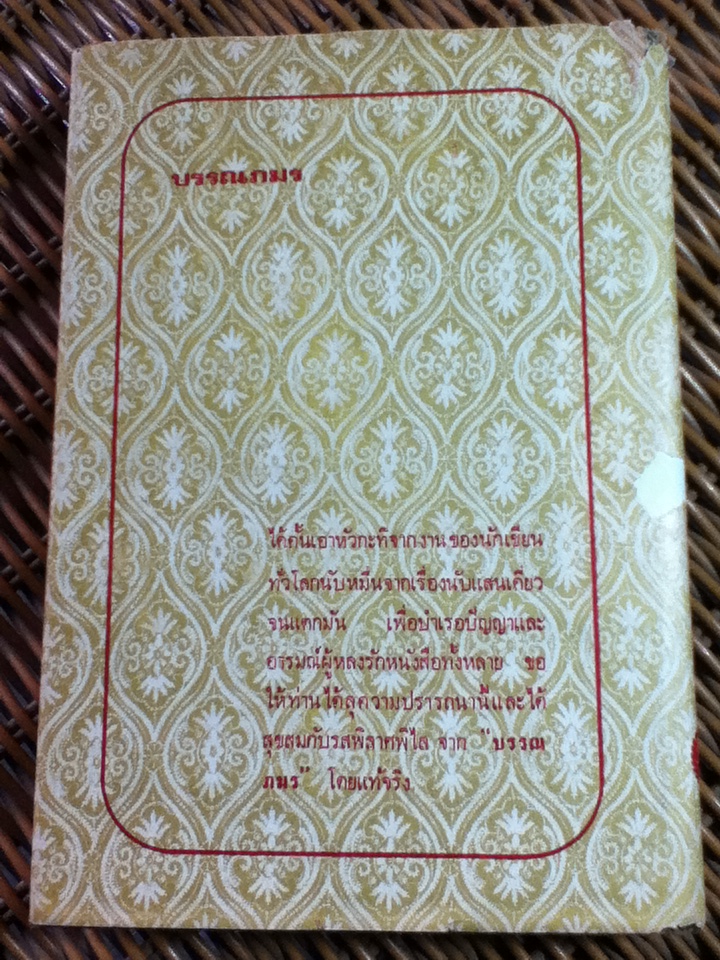 บรรณภมร
ได้คั้นเอาหัวกะทิจากงานของนักเขียน
ทั่วโลกนับหมื่นจากเรื่องนับแสนเคี่ยว
จนแตกมัน เพื่อบำเรอปัญญาและ
อารมณ์ผู้หลงรักหนังสือทั้งหลาย ขอ
ให้ท่านได้สุดความปรารถนานี้และได้
สุขสมกับรสพิลาศพิไล จาก "บรรณ
ภมร" โดยแท้จริง